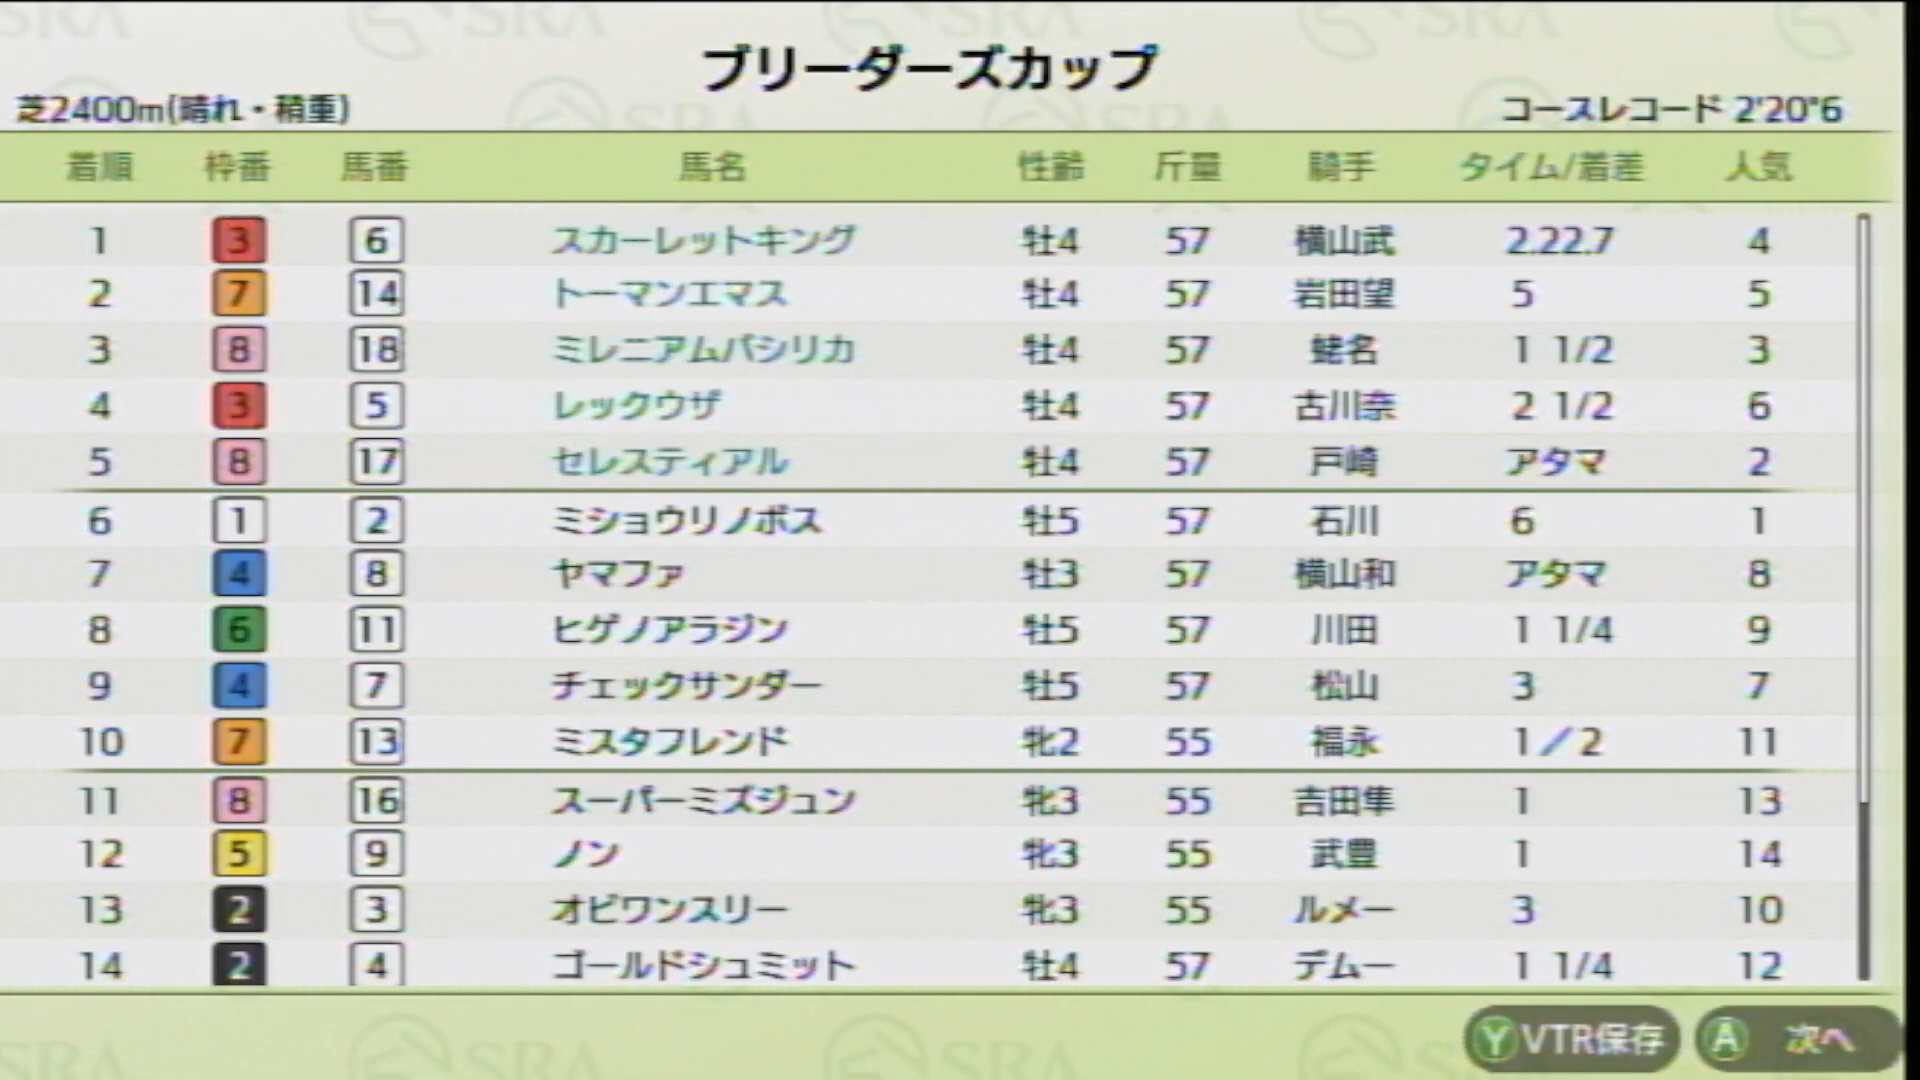 ブリーダーズカップ
芝2400m(晴れ・稍重)
コースレコード 2'20"6
着順 枠番 馬番 馬名 性齢 斤量 騎手 タイム/着差 人気
1 3 6 スカーレットキング 牡4 57 横山武 2.22.7 4
2 7 14 トーマンエマス 牡4 57 岩田望 5 5
3 8 18 ミレニアムバシリカ 牡4 57 蛯名 1 1/2 3
4 3 5 レックウザ 牡4 57 古川奈 2 1/2 6
5 8 17 セレスティアル 牡4 57 戸崎 アタマ 2
6 1 2 ミショウリノボス 牡5 57 石川 6 1
7 4 8 ヤマファ 牡3 57 横山和 アタマ 8
8 6 11 ヒゲノアラジン 牡5 57 川田 1 1/4 9
9 4 7 チェックサンダー 牡5 57 松山 3 7
10 7 13 ミスタフレンド 牝2 55 福永 1/2 11
11 8 16 スーパーミズジュン 牝3 55 吉田隼 1 13
12 5 9 ノン 牝3 55 武豊 1 14
13 2 3 オビワンスリー 牝3 55 ルメー 3 10
14 2 4 ゴールドシュミット 牡4 57 デムー 1 1/4 12
Y VTR保存 A 次へ
SRA